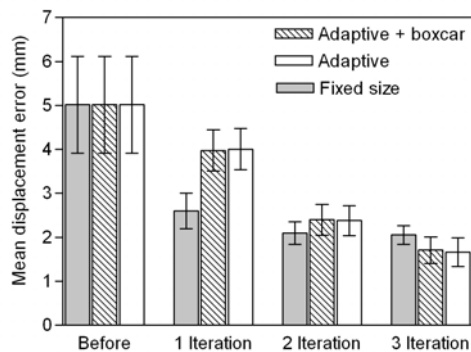 7
6
5
4
3
2
1
0
Mean displacement error (mm)
Adaptive + boxcar
Adaptive
Fixed size
Before 1 Iteration 2 Iteration 3 Iteration